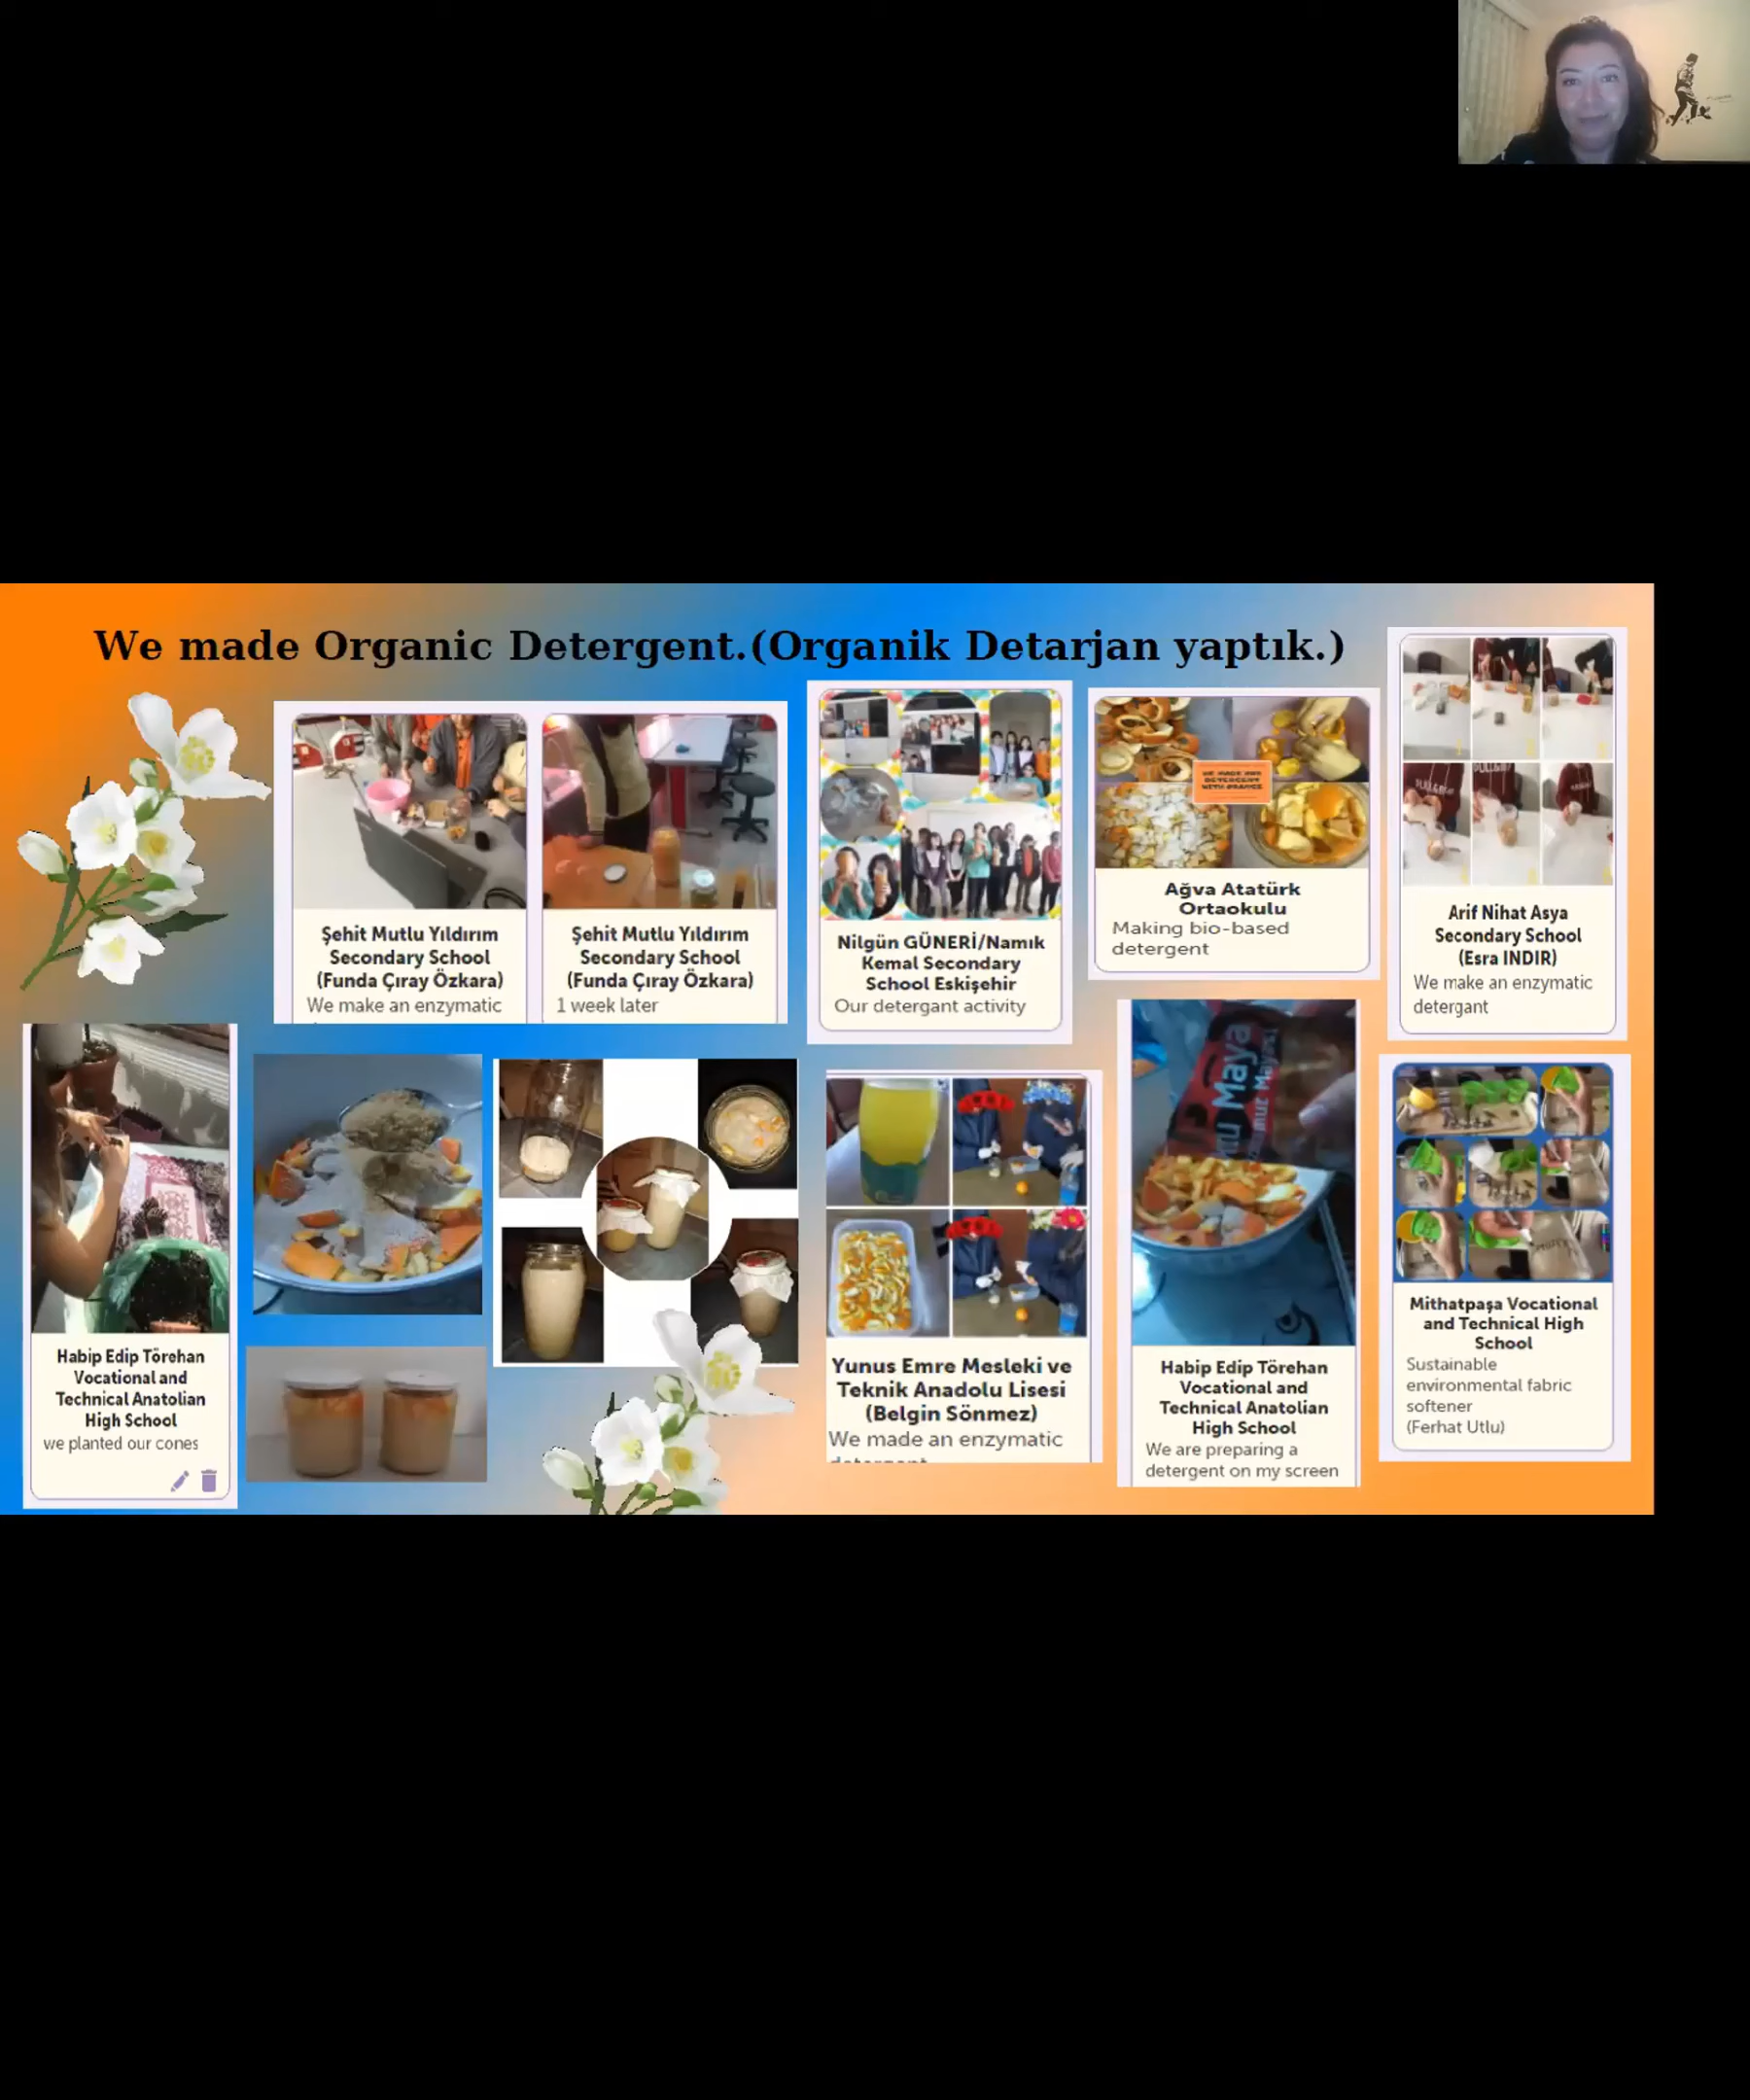 We made Organic Detergent.(Organik Detarjan yaptık.)
Şehit Mutlu Yıldırım
Secondary School
(Funda Çıray Özkara)
We make an enzymatic
Şehit Mutlu Yıldırım
Secondary School
(Funda Çıray Özkara)
1 week later
Nilgün GÜNERİ/Namık
Kemal Secondary
School Eskişehir
Our detergant activity
WE MADE OUR
DETERGENT
WITH ORANGE
Ağva Atatürk
Ortaokulu
Making bio-based
detergent
Arif Nihat Asya
Secondary School
(Esra INDIR)
We make an enzymatic
detergant
Habip Edip Törehan
Vocational and
Technical Anatolian
High School
we planted our cones
Yunus Emre Mesleki ve
Teknik Anadolu Lisesi
(Belgin Sönmez)
We made an enzymatic
Maya
Habip Edip Törehan
Vocational and
Technical Anatolian
High School
We are preparing a
detergent on my screen
Mithatpaşa Vocational
and Technical High
School
Sustainable
environmental fabric
softener
(Ferhat Utlu)